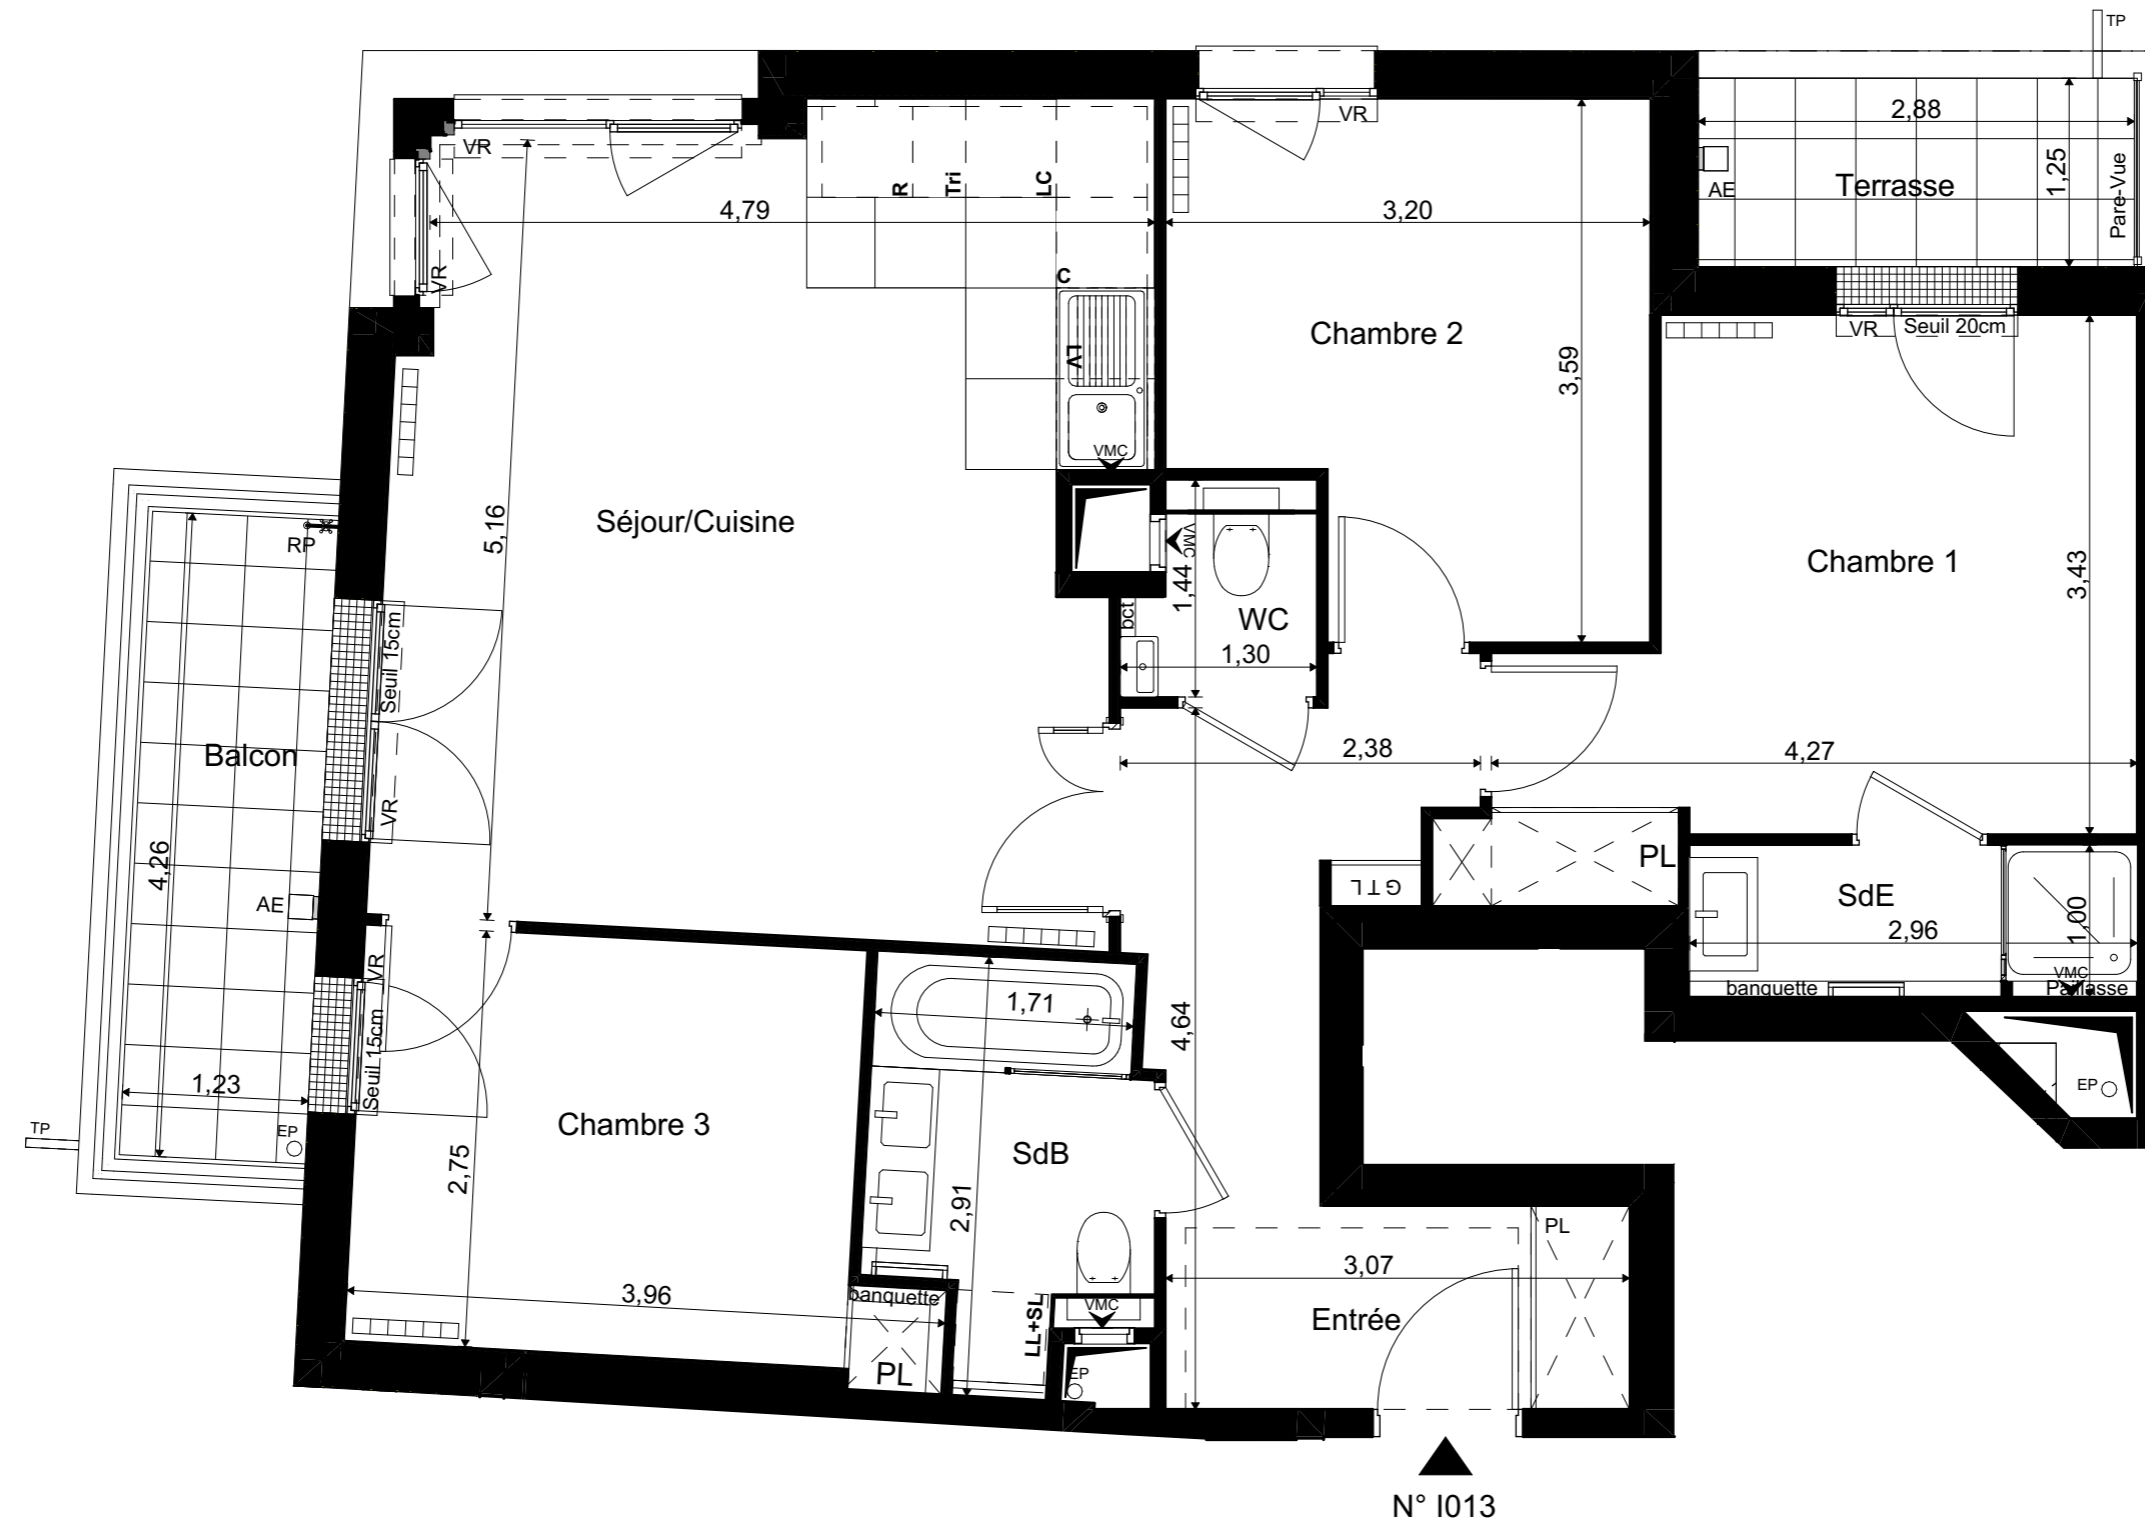 TP
2,88
VR
VR
AE
Terrasse
1,25
Pare-Vue
R
Tri
LC
4,79
3,20
VR
C
LV
VMC
Chambre 2
3,59
VR
Seuil 20cm
Séjour/Cuisine
5,16
RP
VMC
1,44
bct
WC
1,30
Chambre 1
3,43
Seuil 15cm
VR
Balcon
4,26
AE
2,38
4,27
PL
GTL
SdE
2,96
1,00
VMC
banquette
Paillasse
EP
VR
Seuil 15cm
1,23
TP
EP
Chambre 3
2,75
3,96
1,71
4,64
SdB
2,91
banquette
PL
LL+SL
VMC
EP
PL
3,07
Entrée
N° I013